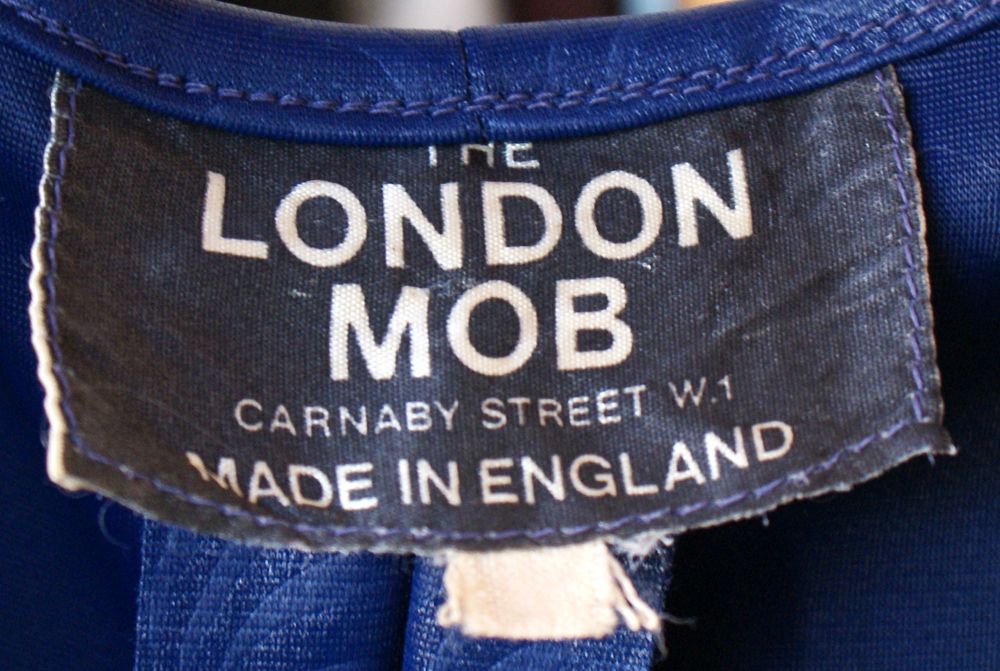 THE
LONDON
MOB
CARNABY STREET W.1
MADE IN ENGLAND